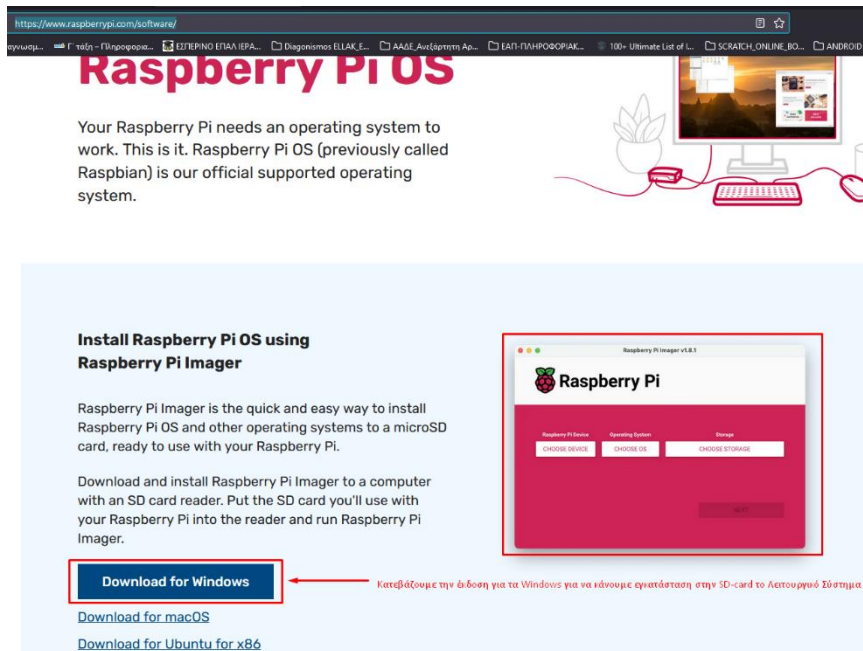 https://www.raspberrypi.com/software/
Γ΄ τάξη – Πληροφορια... ΕΣΠΕΡΙΝΟ ΕΠΑΛ ΙΕΡΑ... Diagonismos ELLAK_E... ΑΑΔΕ_Ανεξάρτητη Αρ... ΕΑΠ-ΠΛΗΡΟΦΟΡΙΑΚ... 100+ Ultimate List of I... SCRATCH_ONLINE_BO... ANDROID
Raspberry Pi OS
Your Raspberry Pi needs an operating system to
work. This is it. Raspberry Pi OS (previously called
Raspbian) is our official supported operating
system.
Install Raspberry Pi OS using
Raspberry Pi Imager
Raspberry Pi Imager is the quick and easy way to install
Raspberry Pi OS and other operating systems to a microSD
card, ready to use with your Raspberry Pi.
Download and install Raspberry Pi Imager to a computer
with an SD card reader. Put the SD card you'll use with
your Raspberry Pi into the reader and run Raspberry Pi
Imager.
Raspberry Pi Imager v1.8.1
Raspberry Pi
Raspberry Pi Device Operating System Storage
CHOOSE DEVICE CHOOSE OS CHOOSE STORAGE
NEXT
Download for Windows
Κατεβάζουμε την έκδοση για τα Windows για να κάνουμε εγκατάσταση στην SD-card το Λειτουργικό Σύστημα
Download for macOS
Download for Ubuntu for x86